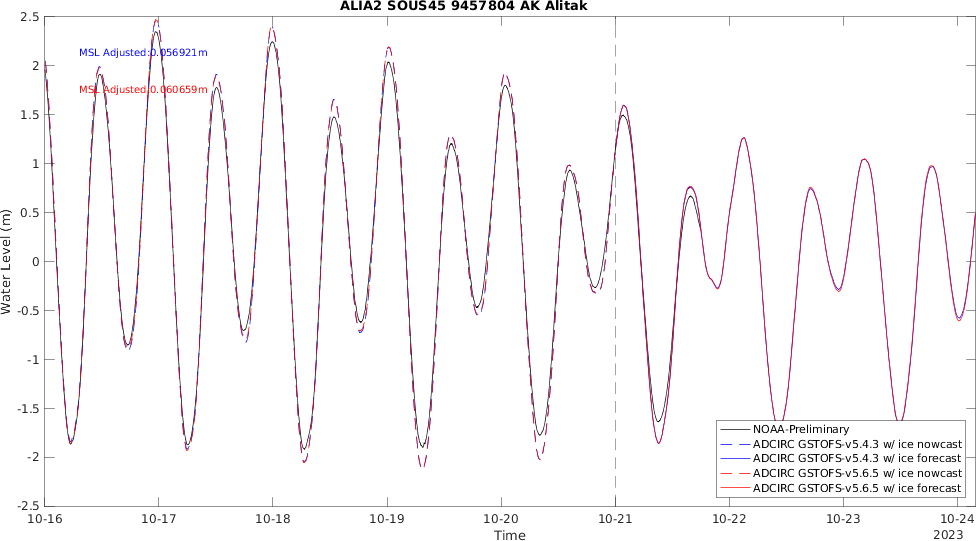 ALIA2 SOUS45 9457804 AK Alitak
2.5
2
1.5
1
0.5
0
-0.5
-1
-1.5
-2
-2.5
Water Level (m)
MSL Adjusted:0.056921m
MSL Adjusted:0.060659m
NOAA-Preliminary
ADCIRC GSTOFS-v5.4.3 w/ ice nowcast
ADCIRC GSTOFS-v5.4.3 w/ ice forecast
ADCIRC GSTOFS-v5.6.5 w/ ice nowcast
ADCIRC GSTOFS-v5.6.5 w/ ice forecast
10-16 10-17 10-18 10-19 10-20 10-21 10-22 10-23 10-24
Time
2023